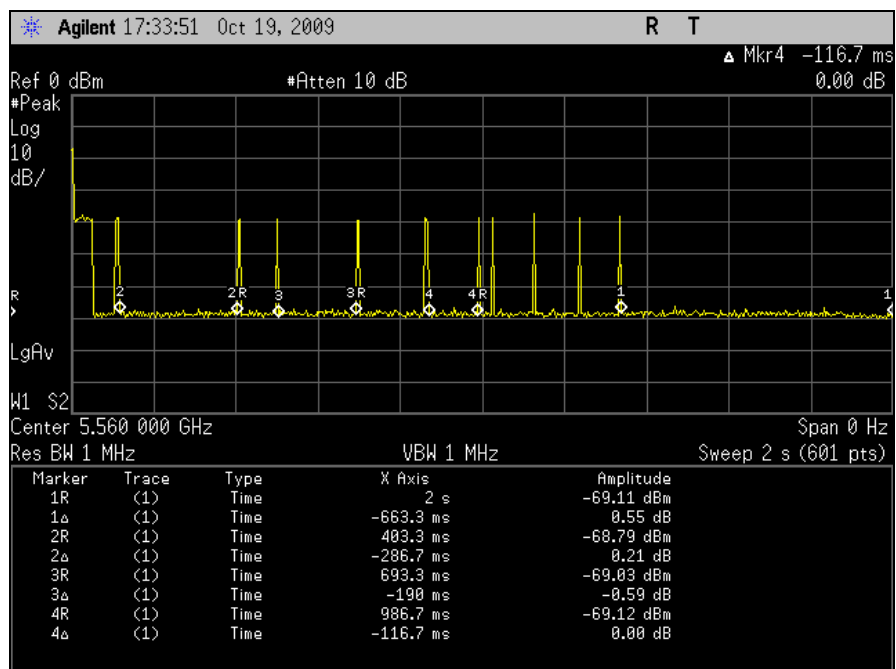 Agilent 17:33:51 Oct 19, 2009 R T
Δ Mkr4 -116.7 ms
Ref 0 dBm #Atten 10 dB 0.00 dB
#Peak
Log
10
dB/
R 2 2R 3 3R 4 4R 1 1
LgAv
W1 S2
Center 5.560 000 GHz Span 0 Hz
Res BW 1 MHz VBW 1 MHz Sweep 2 s (601 pts)
Marker Trace Type X Axis Amplitude
1R (1) Time 2 s -69.11 dBm
1Δ (1) Time -663.3 ms 0.55 dB
2R (1) Time 403.3 ms -68.79 dBm
2Δ (1) Time -286.7 ms 0.21 dB
3R (1) Time 693.3 ms -69.03 dBm
3Δ (1) Time -190 ms -0.59 dB
4R (1) Time 986.7 ms -69.12 dBm
4Δ (1) Time -116.7 ms 0.00 dB